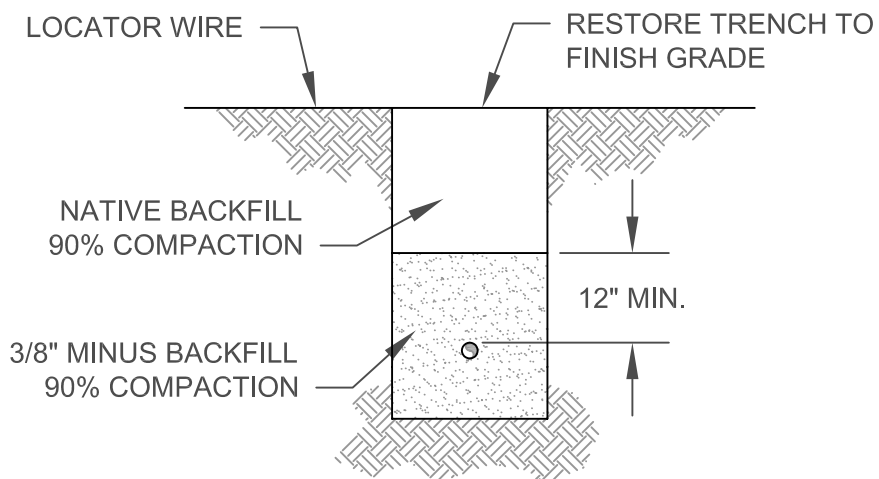 LOCATOR WIRE
RESTORE TRENCH TO
FINISH GRADE
NATIVE BACKFILL
90% COMPACTION
12" MIN.
3/8" MINUS BACKFILL
90% COMPACTION